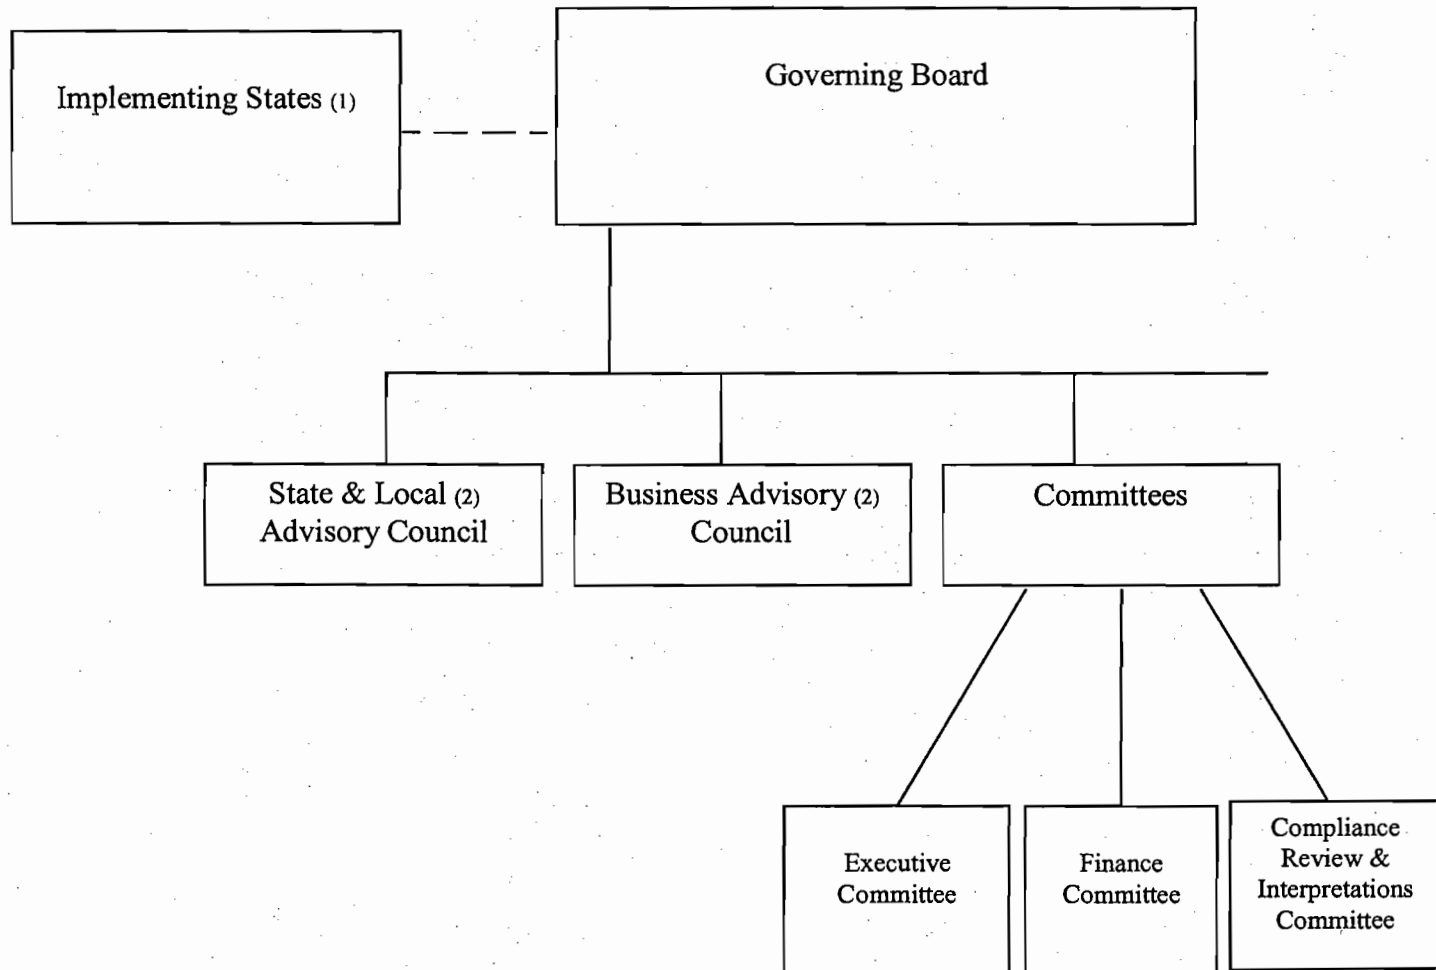 Implementing States (1)
Governing Board
State & Local (2)
Advisory Council
Business Advisory (2)
Council
Committees
Executive
Committee
Finance
Committee
Compliance
Review &
Interpretations
Committee